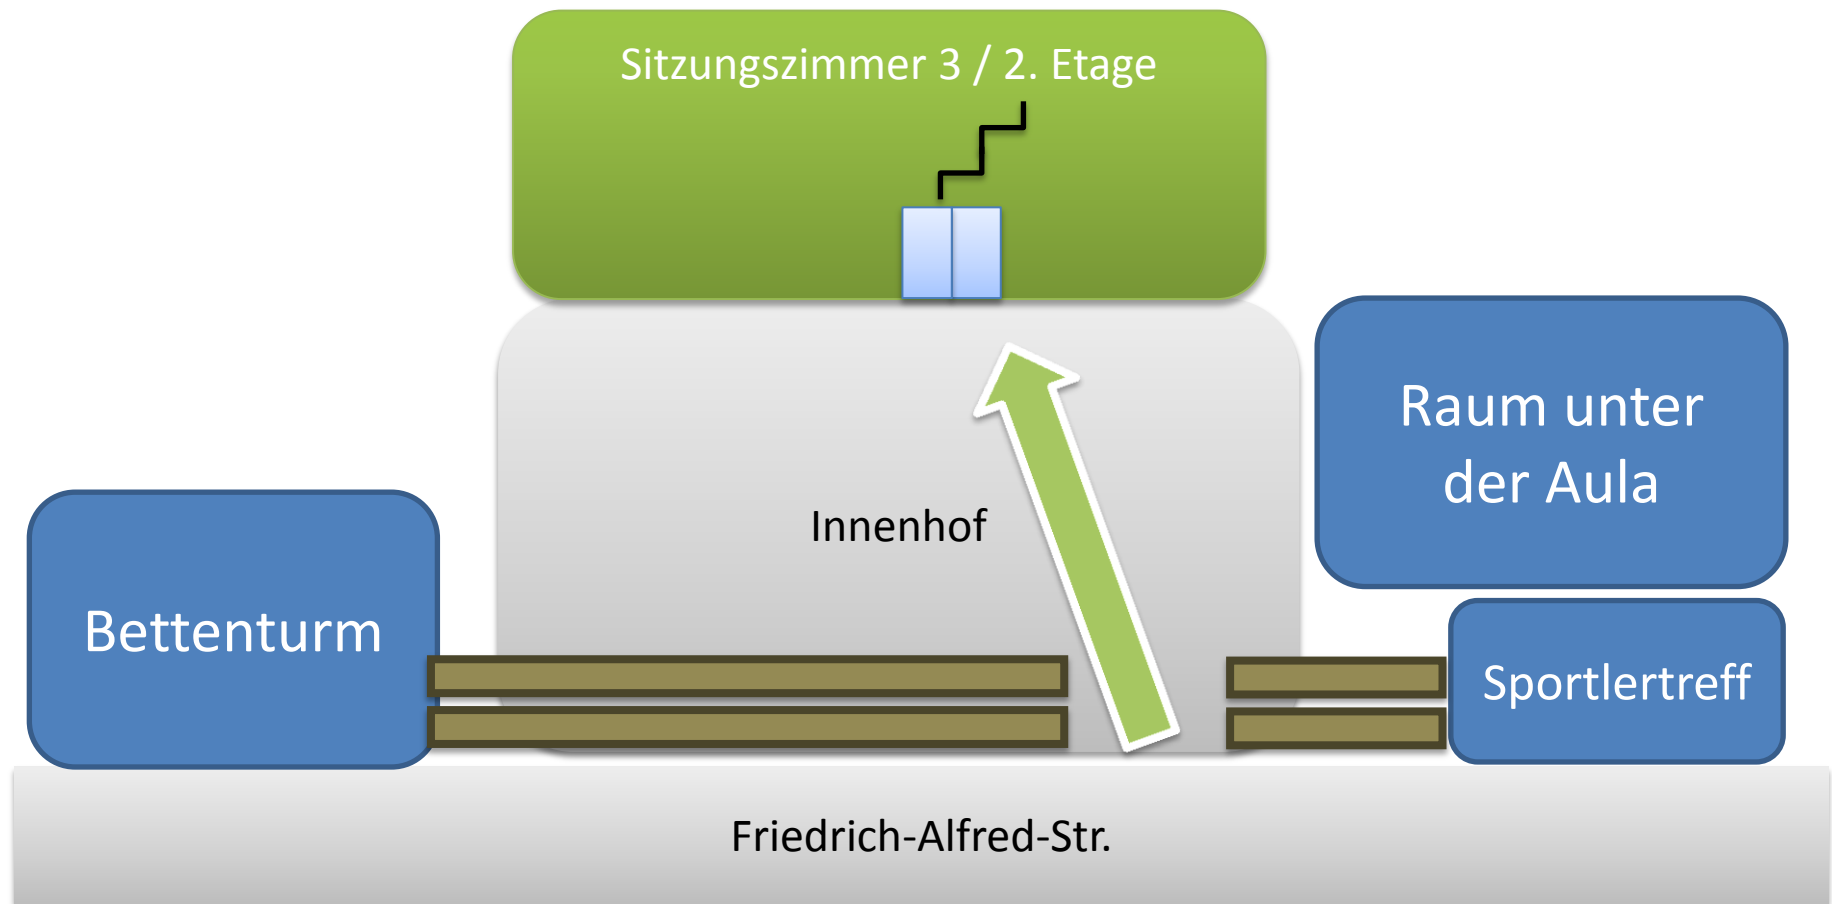 Sitzungszimmer 3 / 2. Etage
Raum unter
der Aula
Innenhof
Bettenturm
Sportlertreff
Friedrich-Alfred-Str.